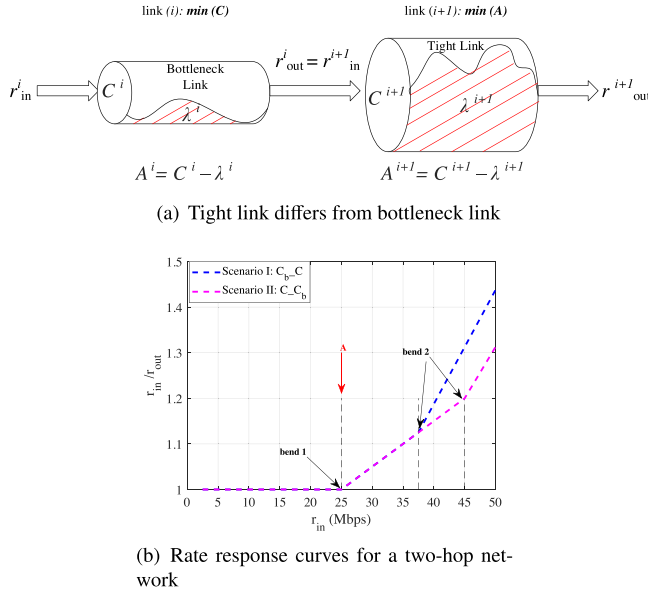 link (i): min (C)
link (i+1): min (A)
r^i_in
C^i
Bottleneck
Link
λ^i
r^i_out = r^{i+1}_in
Tight Link
C^{i+1}
λ^{i+1}
r^{i+1}_out
A^i = C^i − λ^i
A^{i+1} = C^{i+1} − λ^{i+1}
(a) Tight link differs from bottleneck link
1.5
1.4
1.3
1.2
1.1
1
r_in/r_out
Scenario I: C_b_C
Scenario II: C_C_b
A
bend 2
bend 1
0 5 10 15 20 25 30 35 40 45 50
r_in (Mbps)
(b) Rate response curves for a two-hop net-
work